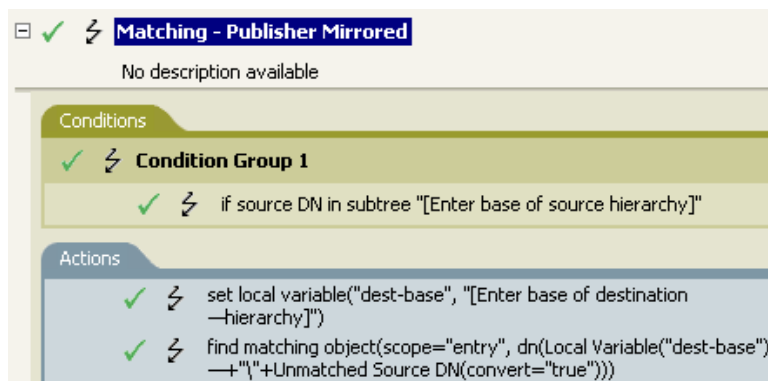 Matching - Publisher Mirrored
No description available
Conditions
Condition Group 1
if source DN in subtree "[Enter base of source hierarchy]"
Actions
set local variable("dest-base", "[Enter base of destination
—hierarchy]")
find matching object(scope="entry", dn(Local Variable("dest-base")
—+"\"+Unmatched Source DN(convert="true")))